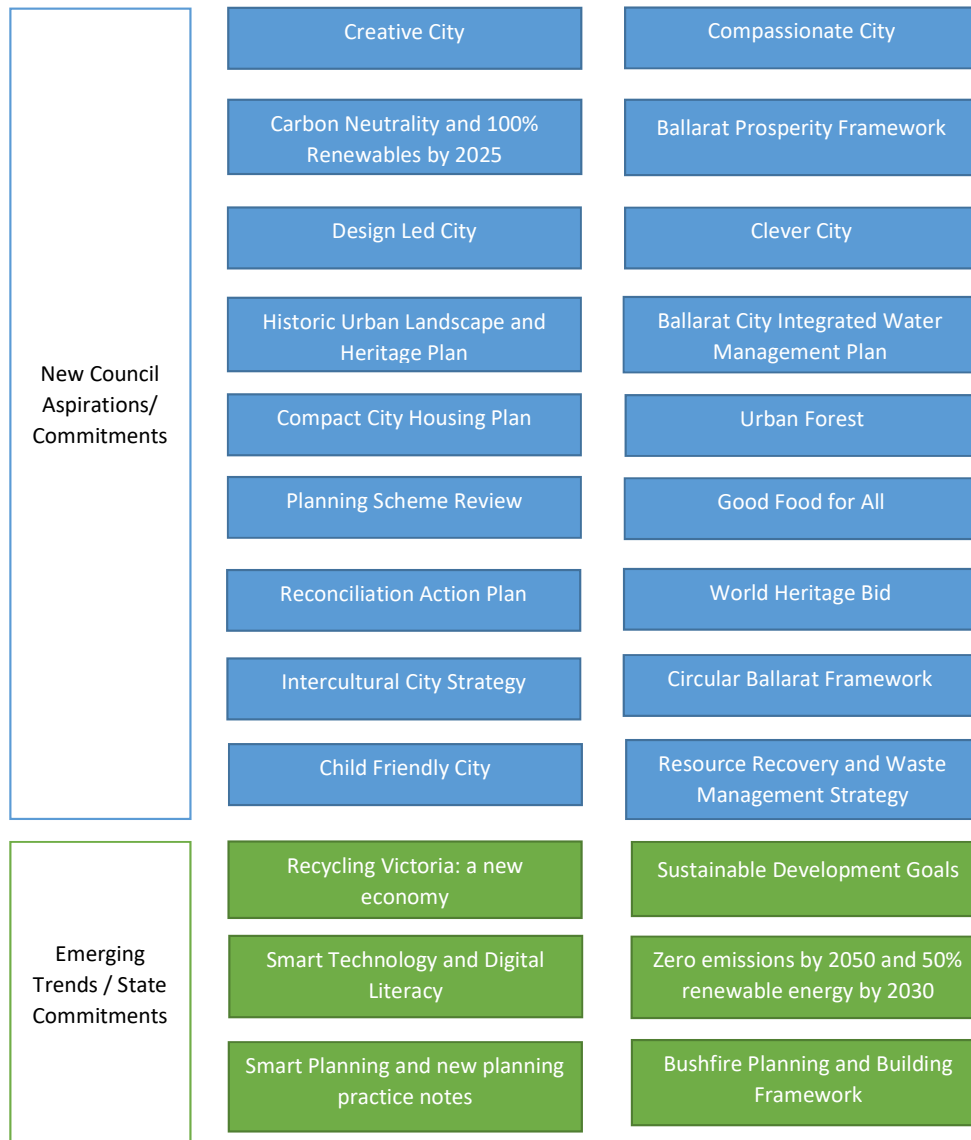 Creative City
Compassionate City
Carbon Neutrality and 100%
Renewables by 2025
Ballarat Prosperity Framework
Design Led City
Clever City
Historic Urban Landscape and
Heritage Plan
Ballarat City Integrated Water
Management Plan
New Council
Aspirations/
Commitments
Compact City Housing Plan
Urban Forest
Planning Scheme Review
Good Food for All
Reconciliation Action Plan
World Heritage Bid
Intercultural City Strategy
Circular Ballarat Framework
Child Friendly City
Resource Recovery and Waste
Management Strategy
Recycling Victoria: a new
economy
Sustainable Development Goals
Emerging
Trends / State
Commitments
Smart Technology and Digital
Literacy
Zero emissions by 2050 and 50%
renewable energy by 2030
Smart Planning and new planning
practice notes
Bushfire Planning and Building
Framework